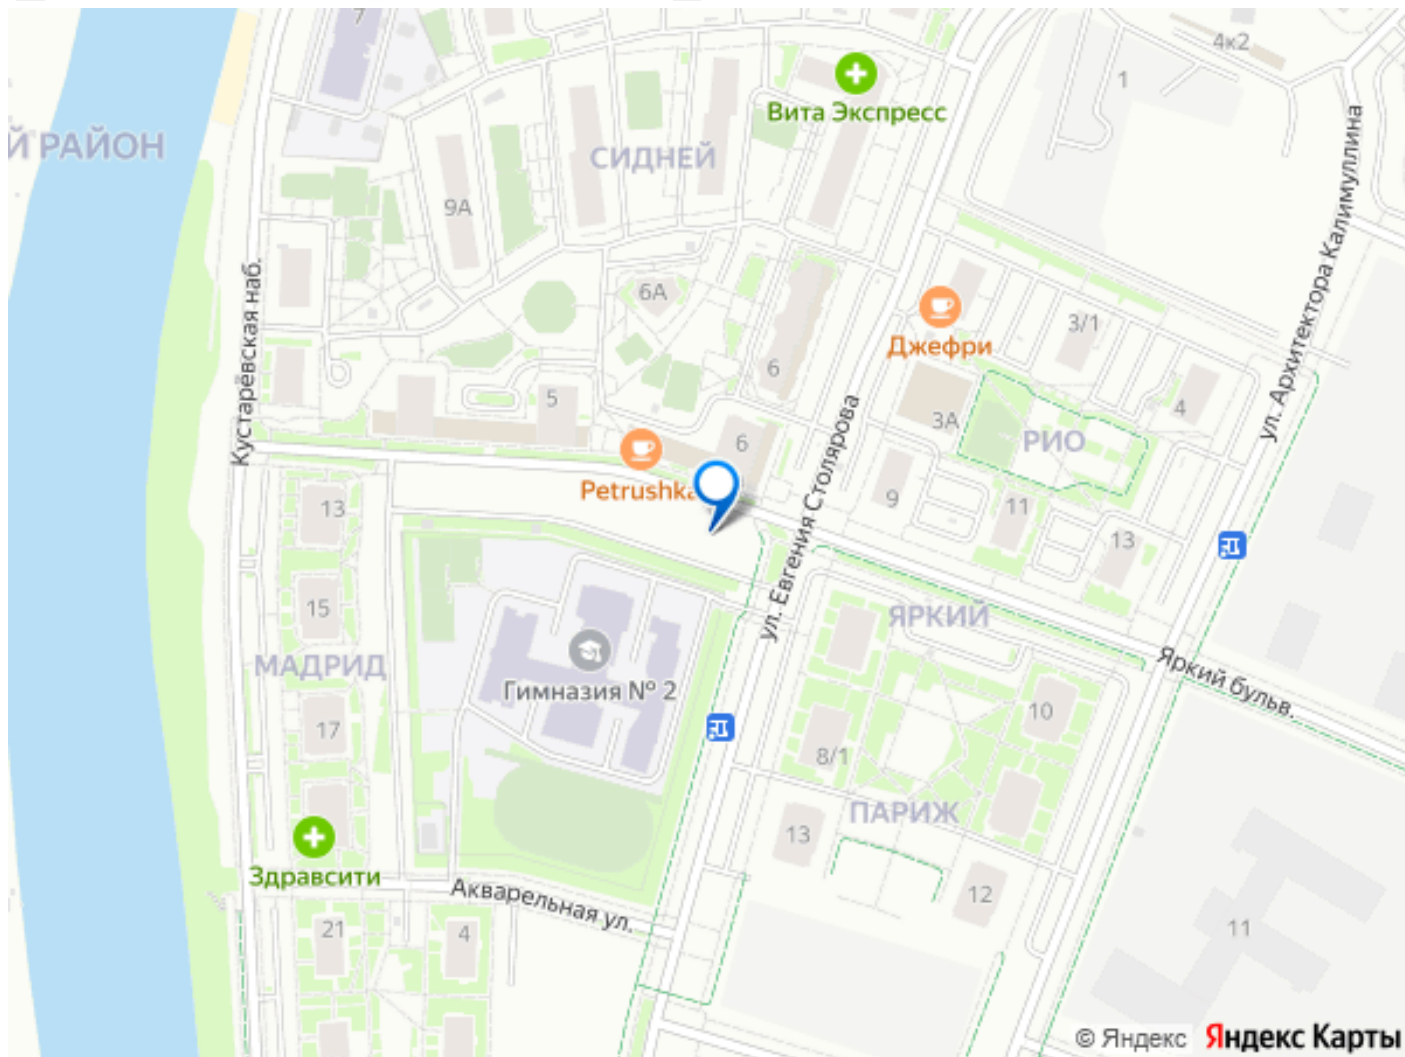 7
4к2
1
Вита Экспресс
Й РАЙОН
СИДНЕЙ
9А
ул. Архитектора Калимуллина
Кустарёвская наб.
6А
Джефри
3/1
6
5
4
3А
РИО
6
ул. Евгения Столярова
Petrushka
9
11
13
13
15
ЯРКИЙ
МАДРИД
Яркий бульв.
Гимназия № 2
17
10
8/1
ПАРИЖ
13
Здравсити
Акварельная ул.
12
21
4
11
© Яндекс Яндекс Карты